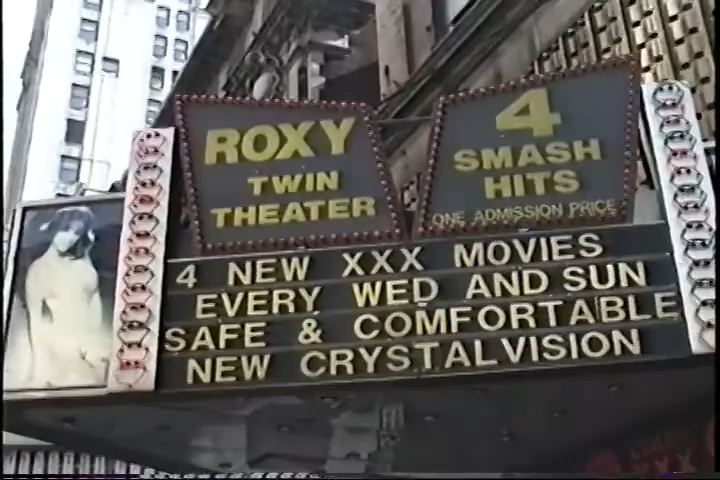 ROXY
TWIN
THEATER
4
SMASH
HITS
ONE ADMISSION PRICE
4 NEW XXX MOVIES
EVERY WED AND SUN
SAFE & COMFORTABLE
NEW CRYSTALVISION
XXX